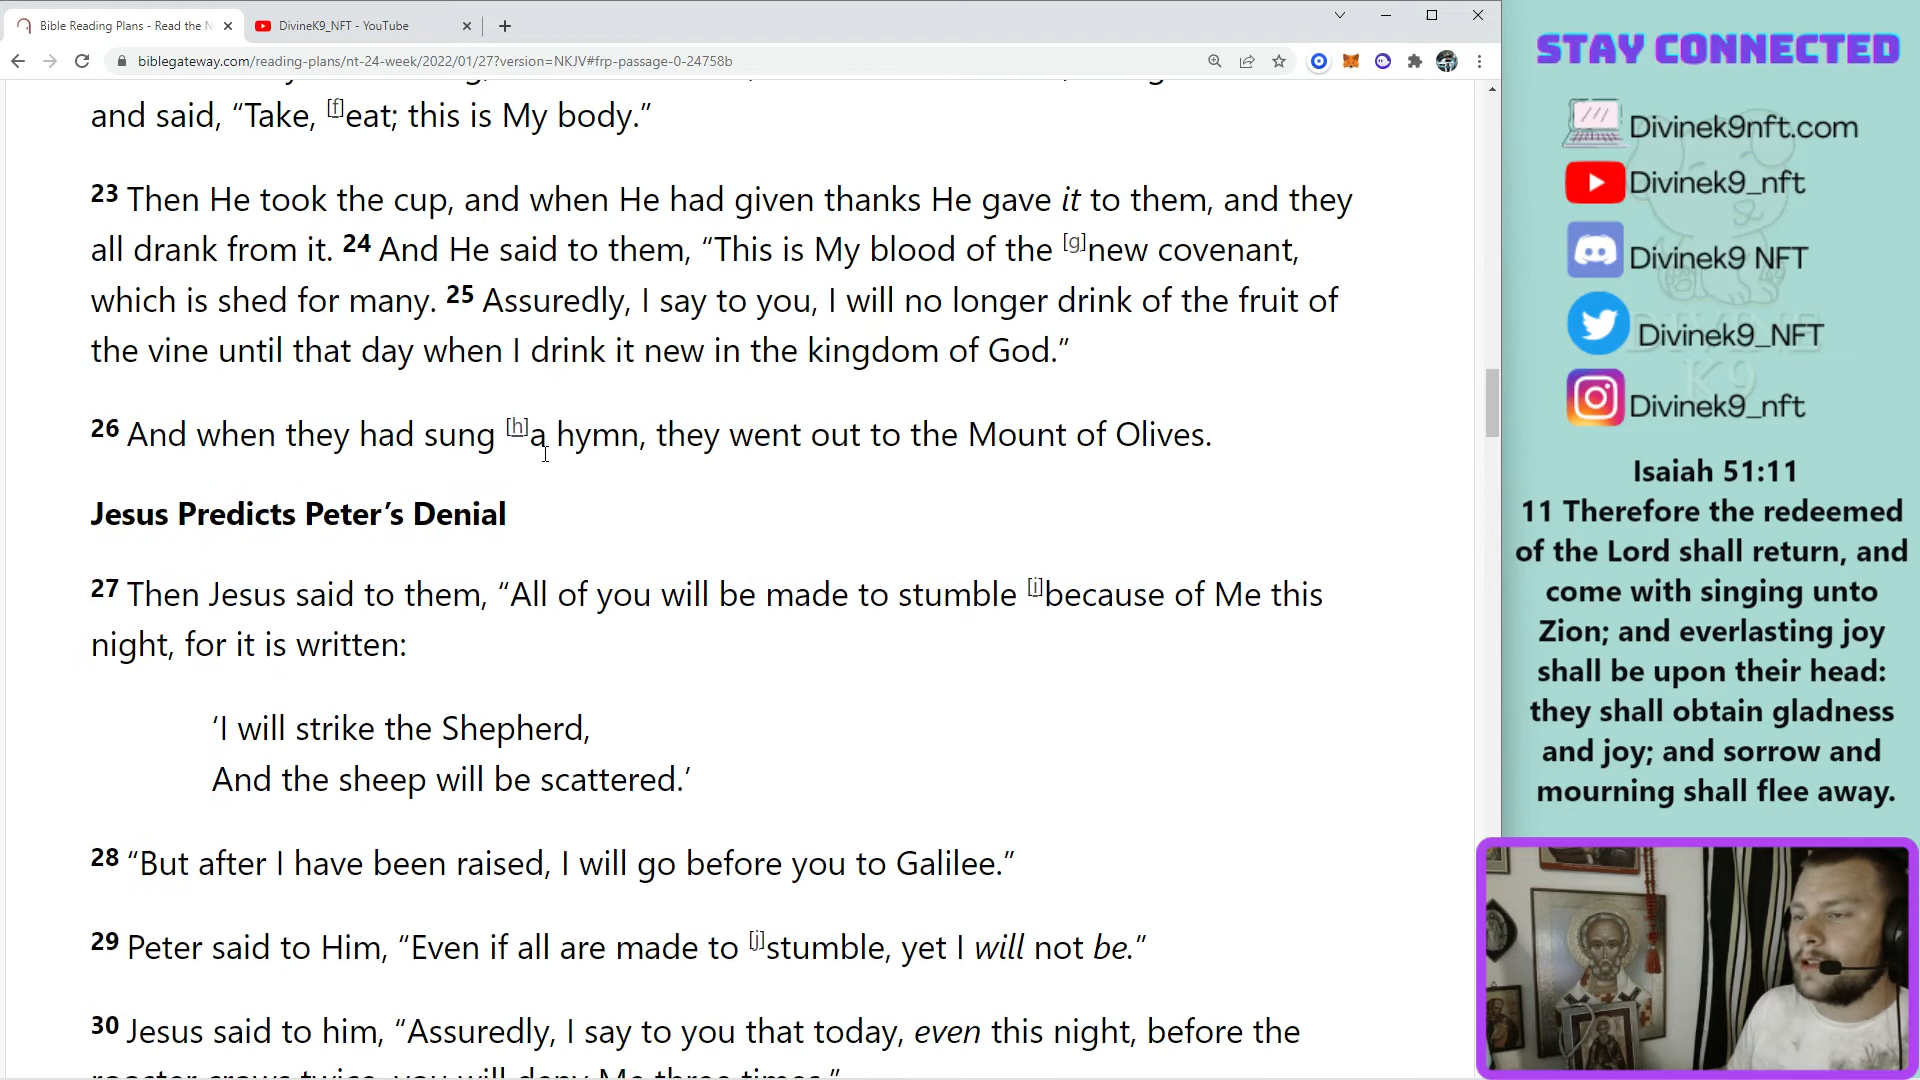 Bible Reading Plans - Read the N
DivineK9_NFT - YouTube
biblegateway.com/reading-plans/nt-24-week/2022/01/27?version=NKJV#frp-passage-0-24758b
and said, “Take, [f]eat; this is My body.”
23 Then He took the cup, and when He had given thanks He gave it to them, and they
all drank from it. 24 And He said to them, “This is My blood of the [g]new covenant,
which is shed for many. 25 Assuredly, I say to you, I will no longer drink of the fruit of
the vine until that day when I drink it new in the kingdom of God.”
26 And when they had sung [h]a hymn, they went out to the Mount of Olives.
Jesus Predicts Peter’s Denial
27 Then Jesus said to them, “All of you will be made to stumble [i]because of Me this
night, for it is written:
‘I will strike the Shepherd,
And the sheep will be scattered.’
28 “But after I have been raised, I will go before you to Galilee.”
29 Peter said to Him, “Even if all are made to [j]stumble, yet I will not be.”
30 Jesus said to him, “Assuredly, I say to you that today, even this night, before the
rooster crows twice, you will deny Me three times.”
STAY CONNECTED
Divinek9nft.com
Divinek9_nft
Divinek9 NFT
Divinek9_NFT
Divinek9_nft
DIVINE
K9
Isaiah 51:11
11 Therefore the redeemed
of the Lord shall return, and
come with singing unto
Zion; and everlasting joy
shall be upon their head:
they shall obtain gladness
and joy; and sorrow and
mourning shall flee away.